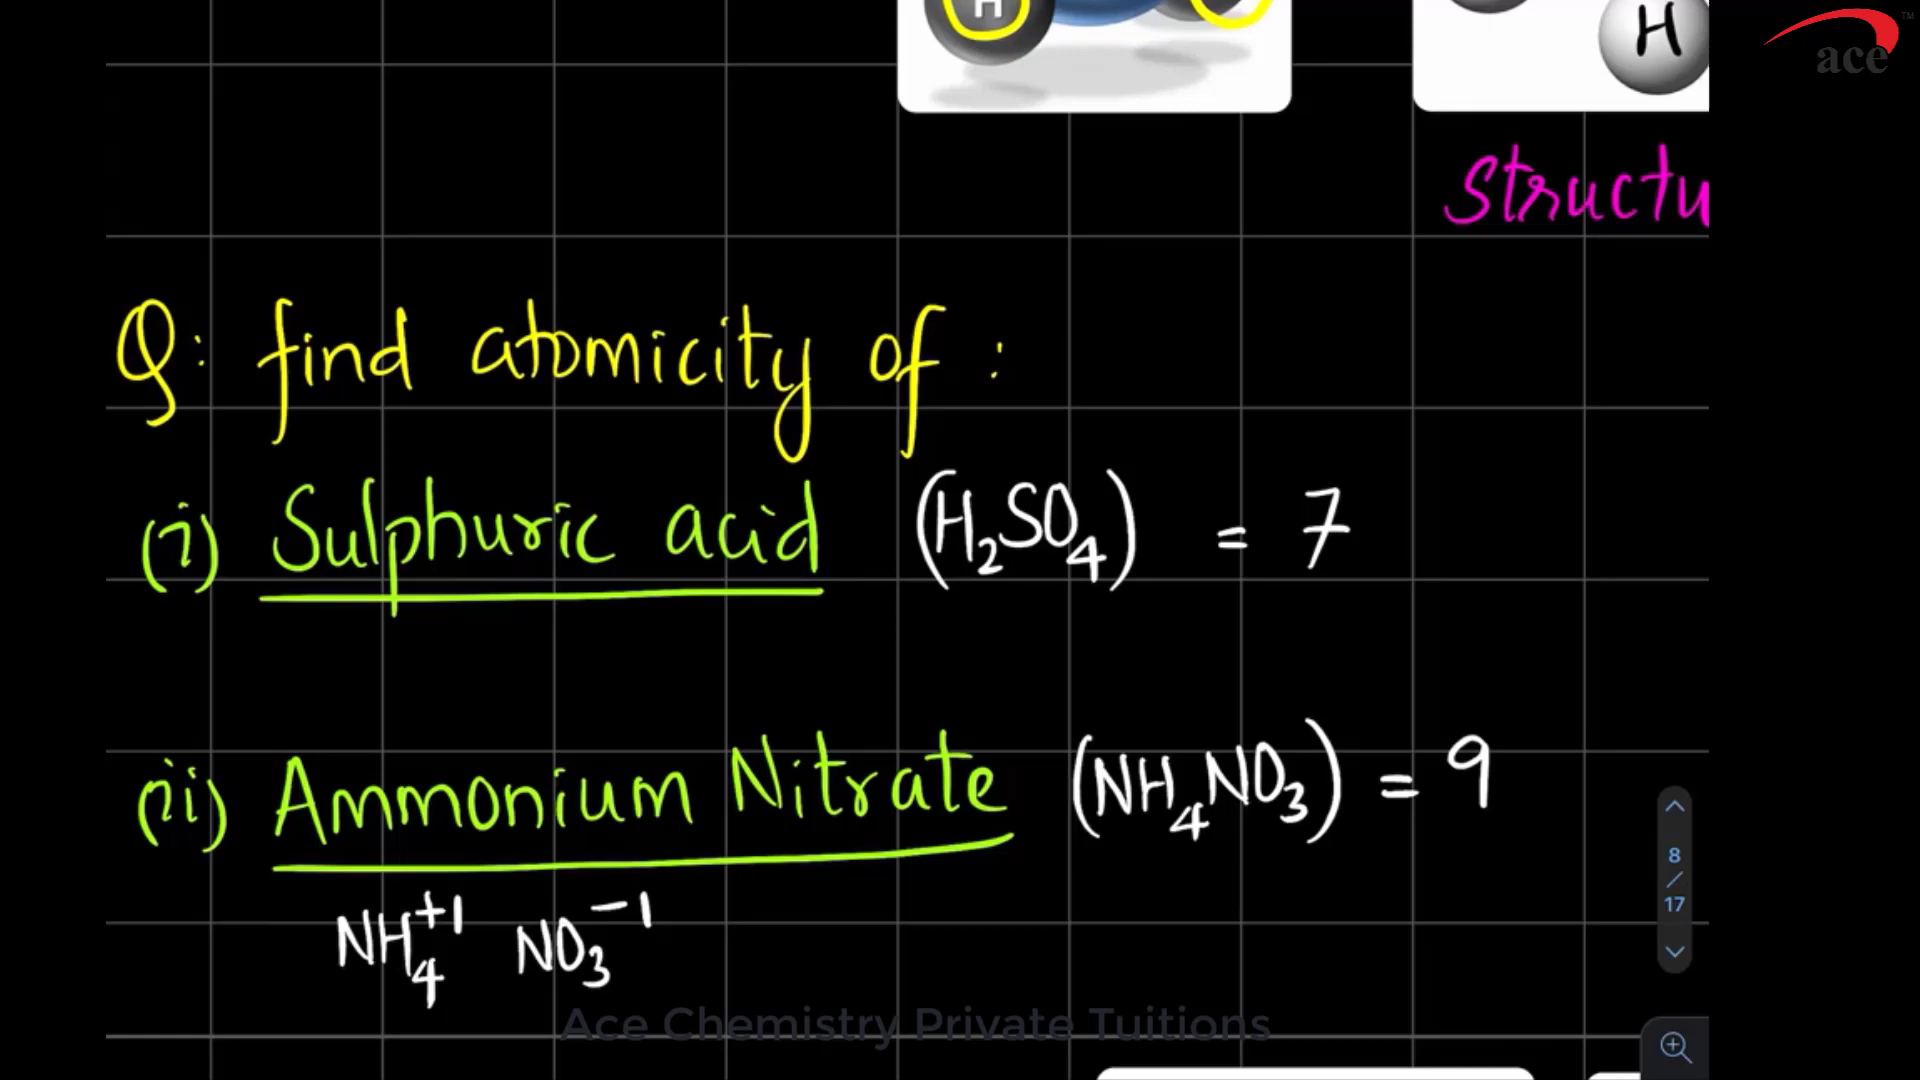 H
H
ace
TM
Structu
Q: find atomicity of :
(i) Sulphuric acid (H₂SO₄) = 7
(ii) Ammonium Nitrate (NH₄NO₃) = 9
NH₄⁺¹ NO₃⁻¹
8
/
17
Ace Chemistry Private Tuitions